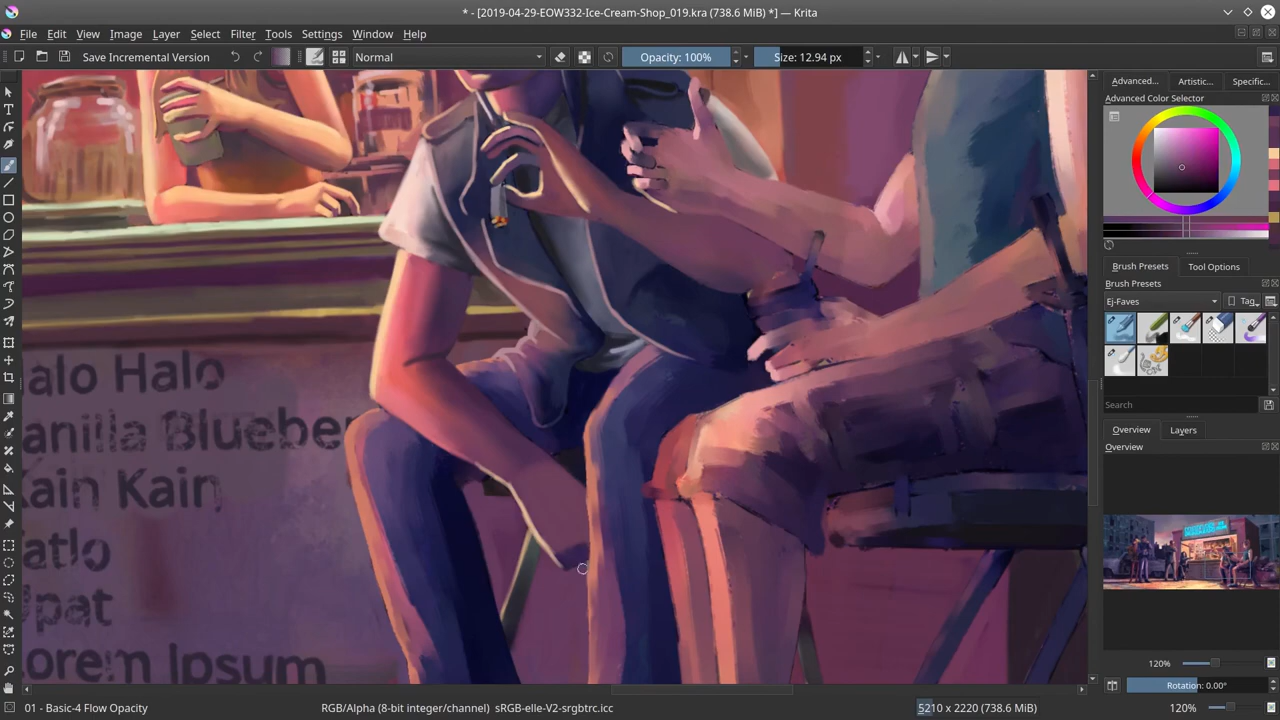 * - [2019-04-29-EOW332-Ice-Cream-Shop_019.kra (738.6 MiB) *] — Krita
File Edit View Image Layer Select Filter Tools Settings Window Help
Save Incremental Version Normal Opacity: 100% Size: 12.94 px
Advanced... Artistic... Specific...
Advanced Color Selector
Brush Presets Tool Options
Brush Presets
Ej-Faves Tag
Search
Overview Layers
Overview
120%
Rotation: 0.00°
alo Halo
anilla Blueber
Kain Kain
atlo
pat
orem Ipsum
01 - Basic-4 Flow Opacity RGB/Alpha (8-bit integer/channel) sRGB-elle-V2-srgbtrc.icc 5210 x 2220 (738.6 MiB) 120%